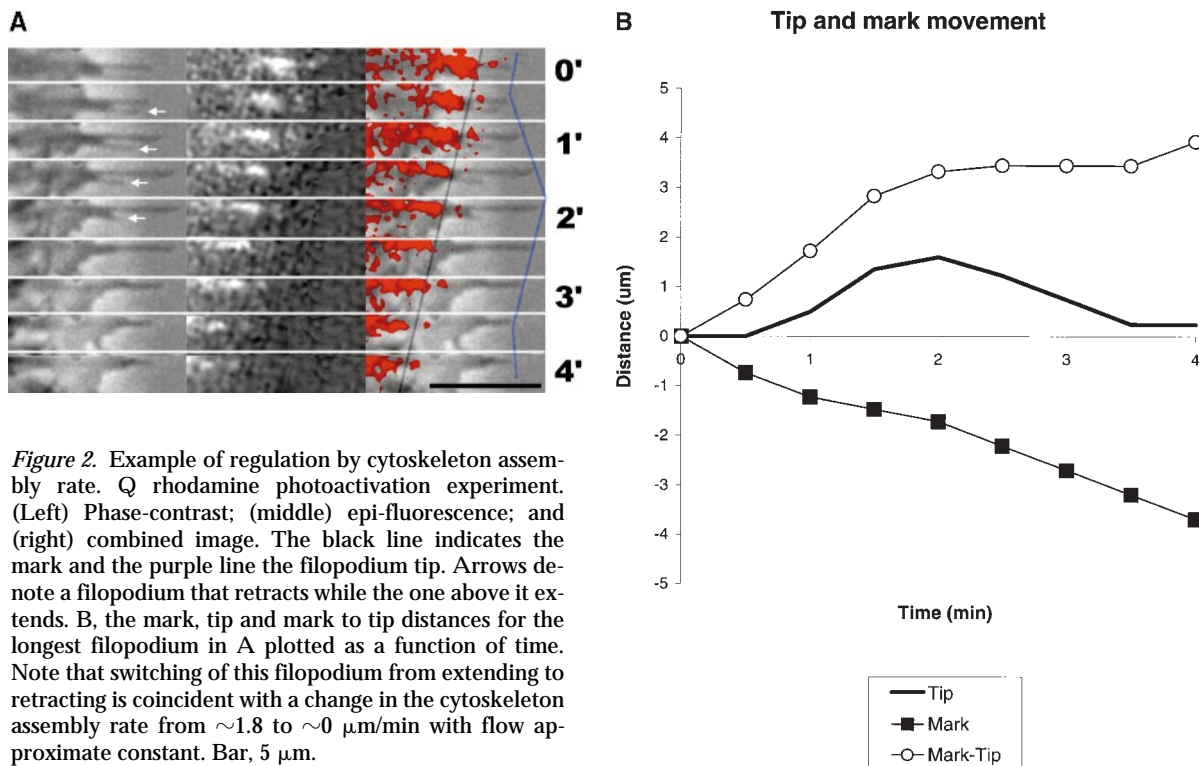 A
0'
1'
2'
3'
4'
Figure 2. Example of regulation by cytoskeleton assem-
bly rate. Q rhodamine photoactivation experiment.
(Left) Phase-contrast; (middle) epi-fluorescence; and
(right) combined image. The black line indicates the
mark and the purple line the filopodium tip. Arrows de-
note a filopodium that retracts while the one above it ex-
tends. B, the mark, tip and mark to tip distances for the
longest filopodium in A plotted as a function of time.
Note that switching of this filopodium from extending to
retracting is coincident with a change in the cytoskeleton
assembly rate from ~1.8 to ~0 μm/min with flow ap-
proximate constant. Bar, 5 μm.
B
Tip and mark movement
5
4
3
2
1
0
-1
-2
-3
-4
-5
Distance (um)
0 1 2 3 4
Time (min)
Tip
Mark
Mark-Tip